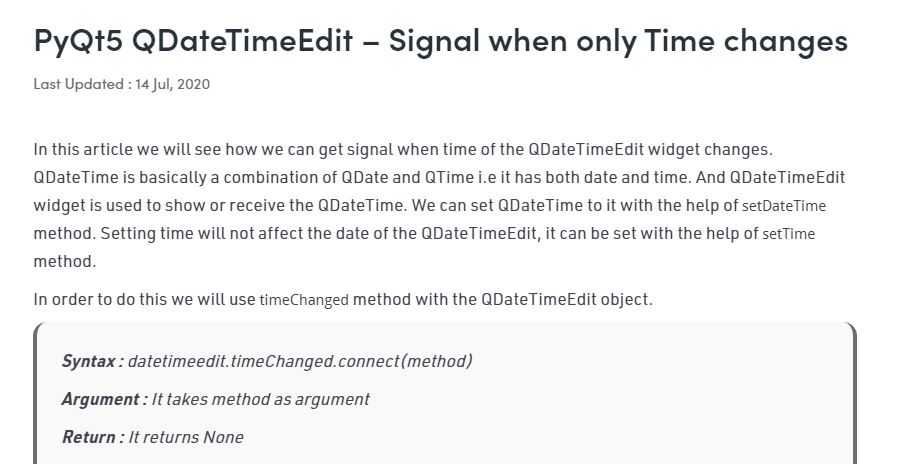 PyQt5 QDateTimeEdit – Signal when only Time changes
Last Updated : 14 Jul, 2020
In this article we will see how we can get signal when time of the QDateTimeEdit widget changes.
QDateTime is basically a combination of QDate and QTime i.e it has both date and time. And QDateTimeEdit
widget is used to show or receive the QDateTime. We can set QDateTime to it with the help of setDateTime
method. Setting time will not affect the date of the QDateTimeEdit, it can be set with the help of setTime
method.
In order to do this we will use timeChanged method with the QDateTimeEdit object.
Syntax : datetimeedit.timeChanged.connect(method)
Argument : It takes method as argument
Return : It returns None